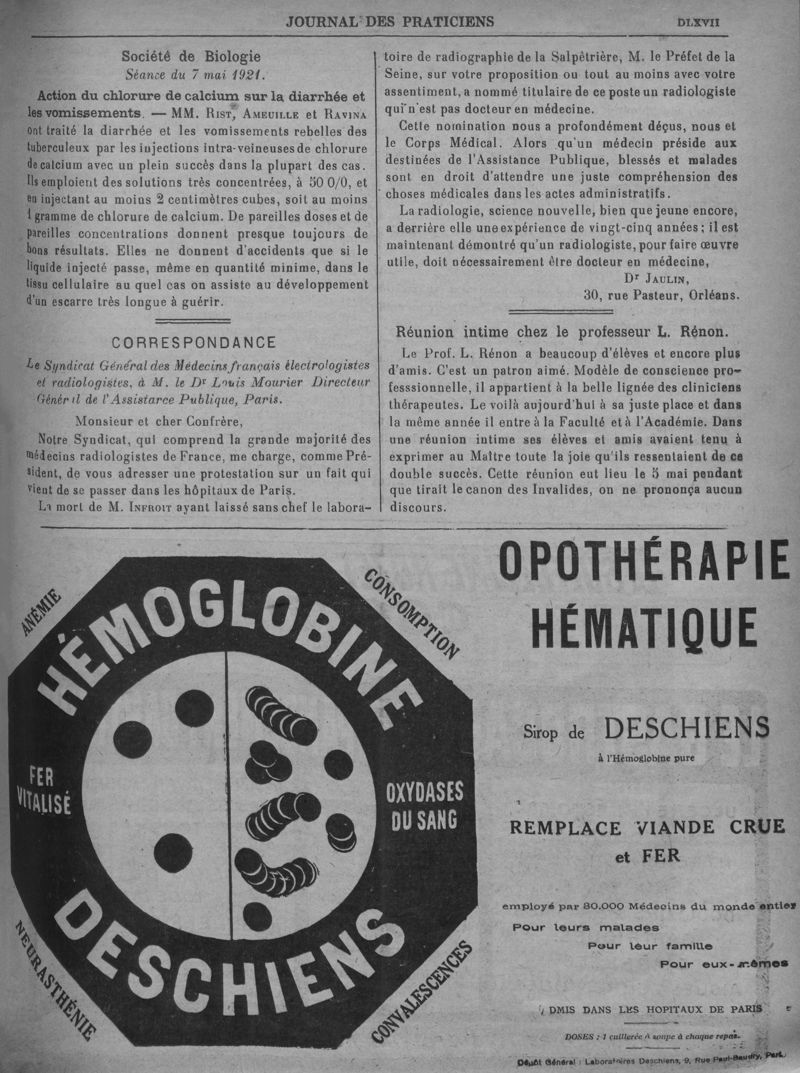 JOURNAL DES PRATICIENS
DLXVII
Société de Biologie
Séance du 7 mai 1921.
Action du chlorure de calcium sur la diarrhée et
les vomissements. — MM. RIST, AMEUILLE et RAVINA
ont traité la diarrhée et les vomissements rebelles des
tuberculeux par les injections intra-veineuses de chlorure
de calcium avec un plein succès dans la plupart des cas.
Ils emploient des solutions très concentrées, à 50 0/0, et
en injectant au moins 2 centimètres cubes, soit au moins
1 gramme de chlorure de calcium. De pareilles doses et de
pareilles concentrations donnent presque toujours de
bons résultats. Elles ne donnent d'accidents que si le
liquide injecté passe, même en quantité minime, dans le
tissu cellulaire au quel cas on assiste au développement
d'un escarre très longue à guérir.
CORRESPONDANCE
Le Syndicat Général des Médecins français électrologistes
et radiologistes, à M. le Dr Louis Mourier Directeur
Général de l'Assistance Publique, Paris.
Monsieur et cher Confrère,
Notre Syndicat, qui comprend la grande majorité des
médecins radiologistes de France, me charge, comme Pré-
sident, de vous adresser une protestation sur un fait qui
vient de se passer dans les hôpitaux de Paris.
La mort de M. INFROIT ayant laissé sans chef le labora-
toire de radiographie de la Salpêtrière, M. le Préfet de la
Seine, sur votre proposition ou tout au moins avec votre
assentiment, a nommé titulaire de ce poste un radiologiste
qui n'est pas docteur en médecine.
Cette nomination nous a profondément déçus, nous et
le Corps Médical. Alors qu'un médecin préside aux
destinées de l'Assistance Publique, blessés et malades
sont en droit d'attendre une juste compréhension des
choses médicales dans les actes administratifs.
La radiologie, science nouvelle, bien que jeune encore,
a derrière elle une expérience de vingt-cinq années ; il est
maintenant démontré qu'un radiologiste, pour faire œuvre
utile, doit nécessairement être docteur en médecine,
Dr JAULIN,
30, rue Pasteur, Orléans.
Réunion intime chez le professeur L. Rénon.
Le Prof. L. Rénon a beaucoup d'élèves et encore plus
d'amis. C'est un patron aimé. Modèle de conscience pro-
fesssionnelle, il appartient à la belle lignée des cliniciens
thérapeutes. Le voilà aujourd'hui à sa juste place et dans
la même année il entre à la Faculté et à l'Académie. Dans
une réunion intime ses élèves et amis avaient tenu à
exprimer au Maître toute la joie qu'ils ressentaient de ce
double succès. Cette réunion eut lieu le 5 mai pendant
que tirait le canon des Invalides, on ne prononça aucun
discours.
ANÉMIE
CONSOMPTION
HÉMOGLOBINE
FER
VITALISÉ
OXYDASES
DU SANG
DESCHIENS
NEURASTHÉNIE
CONVALESCENCES
OPOTHÉRAPIE
HÉMATIQUE
Sirop de DESCHIENS
à l'Hémoglobine pure
REMPLACE VIANDE CRUE
et FER
employé par 80.000 Médecins du monde entier
Pour leurs malades
Pour leur famille
Pour eux-mêmes
DMIS DANS LES HOPITAUX DE PARIS
DOSES : 1 cuillerée à soupe à chaque repas.
Dépôt Général : Laboratoires Deschiens, 9, Rue Paul-Baudry, Paris